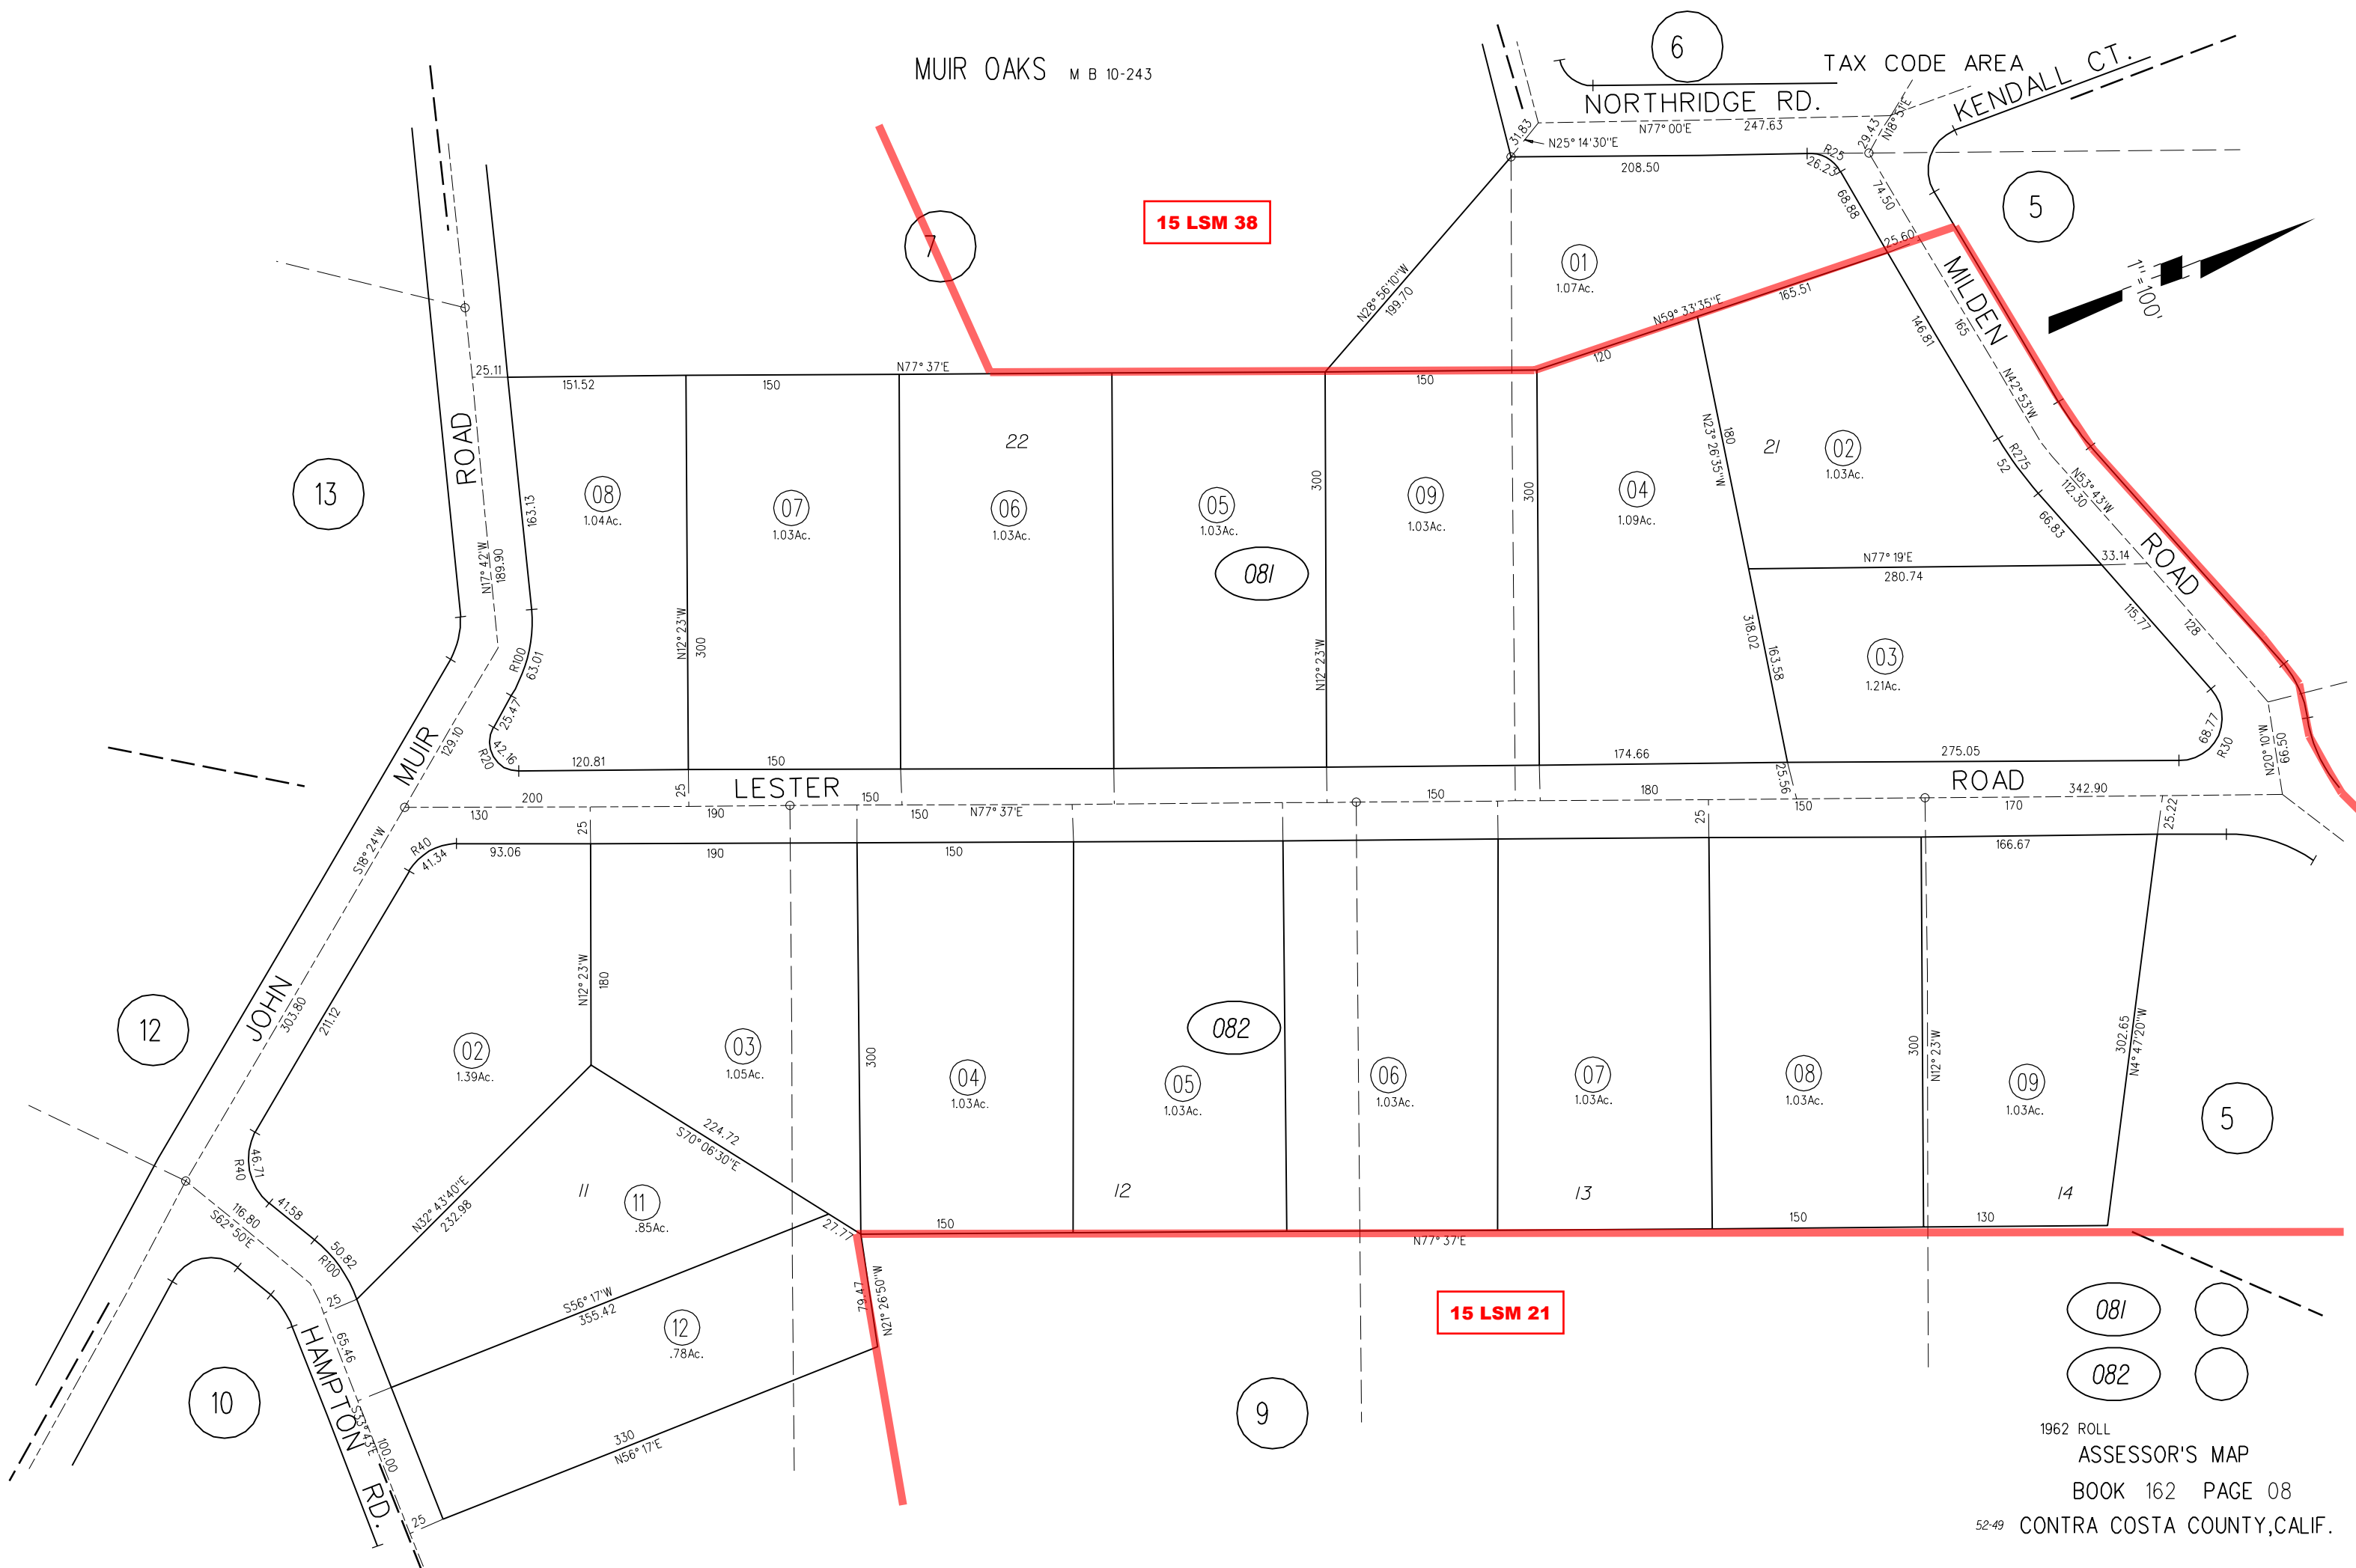 MUIR OAKS M B 10-243
6
TAX CODE AREA
KENDALL CT.
NORTHRIDGE RD.
31.83
N25° 14'30"E
N77° 00'E 247.63
29.43
N18° 51'E
208.50
R25
26.23
68.88
74.50
5
7
15 LSM 38
01
1.07Ac.
N28° 56'10"W
199.70
25.60
N59° 33'35"E
165.51
120
MILDEN
165
146.81
1"=100'
25.11
151.52
150
N77° 37'E
150
ROAD
13
22
21
08
1.04Ac.
07
1.03Ac.
06
1.03Ac.
05
1.03Ac.
09
1.03Ac.
04
1.09Ac.
02
1.03Ac.
300
300
180
N23° 26'35"W
N42° 53'W
R275
52
N53° 43'W
112.30
66.83
163.13
N17° 42'W
189.90
081
N77° 19'E
280.74
33.14
ROAD
N12° 23'W
300
N12° 23'W
318.02
163.58
03
1.21Ac.
115.77
128
R100
63.01
25.47
R20
42.16
MUIR
129.10
120.81
150
174.66
275.05
68.77
R30
N20° 10'W
69.50
25
LESTER
25.56
ROAD
200
150
150
180
150
342.90
130
190
150
N77° 37'E
170
25
25
25.22
S18° 24'W
R40
41.34
93.06
190
150
166.67
JOHN
303.80
211.12
N12° 23'W
180
12
02
1.39Ac.
03
1.05Ac.
300
082
04
1.03Ac.
05
1.03Ac.
06
1.03Ac.
07
1.03Ac.
08
1.03Ac.
300
N12° 23'W
09
1.03Ac.
302.65
N4° 47'20"W
5
224.72
S70° 06'30"E
R40
46.71
41.58
116.80
S62° 50'E
N32° 43'40"E
232.98
11
11
.85Ac.
12
13
14
27.77
150
N77° 37'E
150
130
50.82
R100
25
S56° 17'W
355.42
79.47
N21° 26'50"W
12
.78Ac.
15 LSM 21
65.46
HAMPTON RD.
S33° 43'E
100.00
10
330
N56° 17'E
25
9
081
082
1962 ROLL
ASSESSOR'S MAP
BOOK 162 PAGE 08
52-49 CONTRA COSTA COUNTY,CALIF.